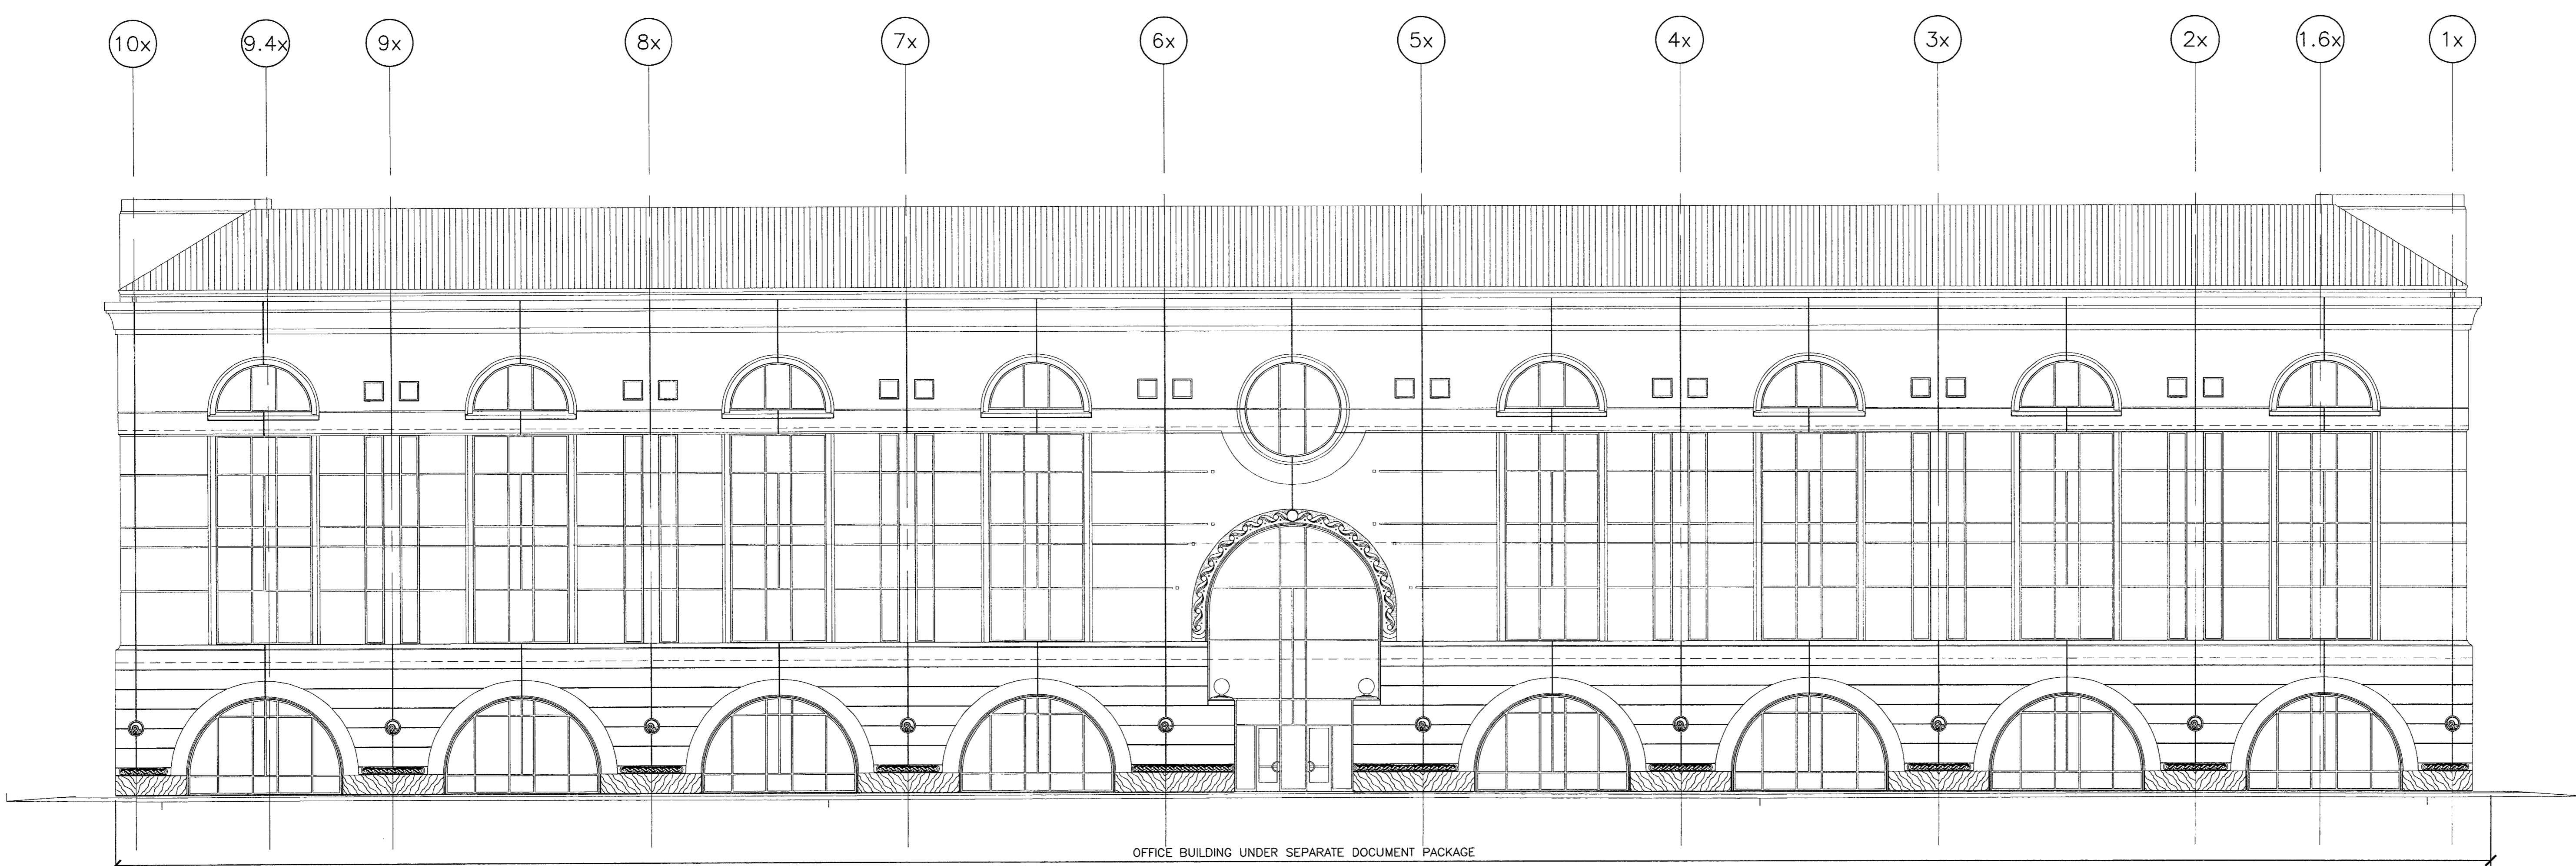 10x 9.4x 9x 8x 7x 6x 5x 4x 3x 2x 1.6x 1x
OFFICE BUILDING UNDER SEPARATE DOCUMENT PACKAGE